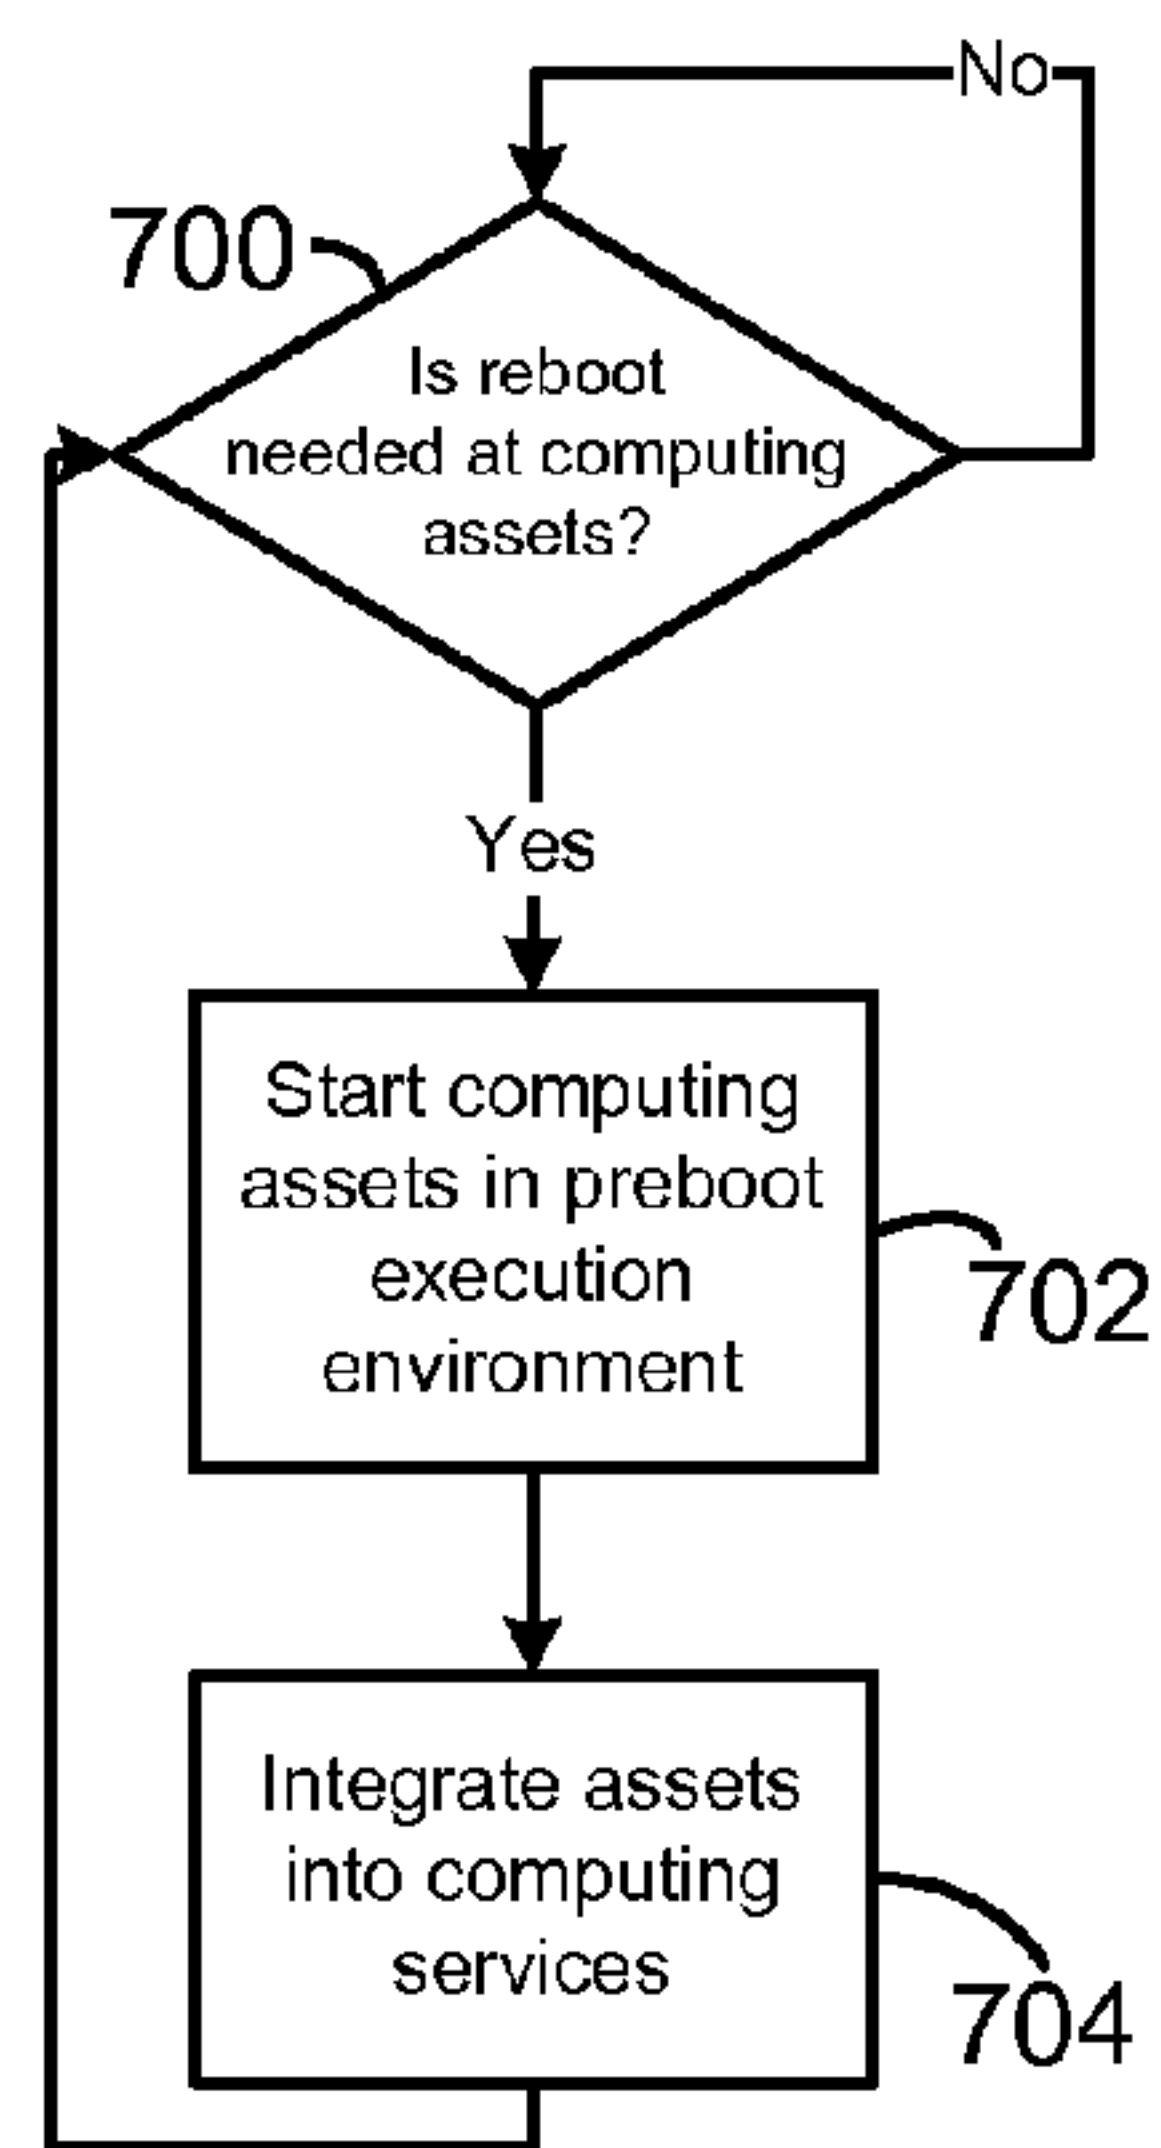 No
700
Is reboot
needed at computing
assets?
Yes
Start computing
assets in preboot
execution
environment
702
Integrate assets
into computing
services
704